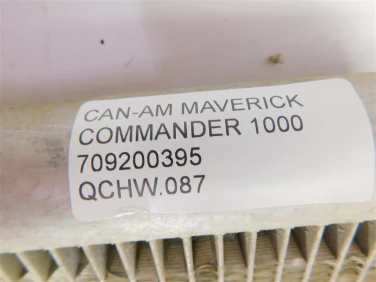 CAN-AM MAVERICK
COMMANDER 1000
709200395
QCHW.087